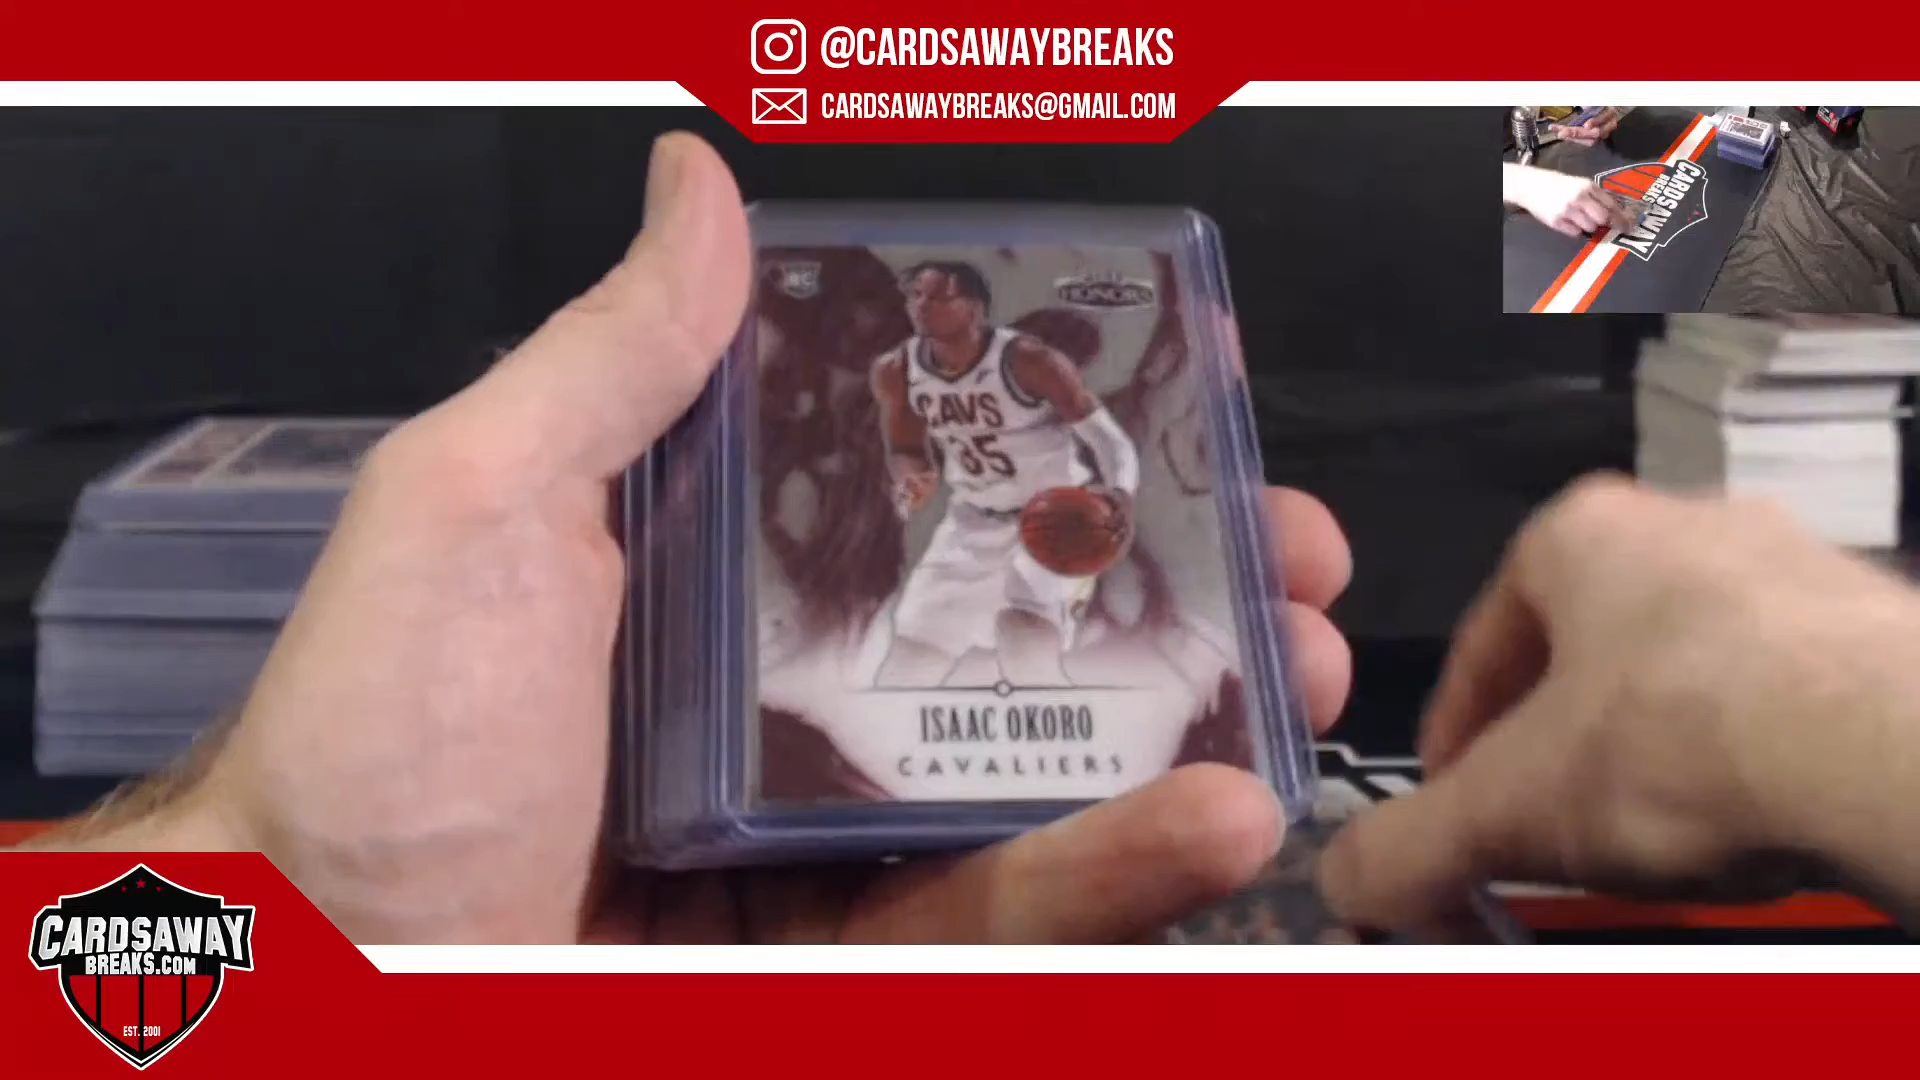 @CARDSAWAYBREAKS
CARDSAWAYBREAKS@GMAIL.COM
CARDSAWAY
BREAKS
RC
HONORS
CAVS
35
ISAAC OKORO
CAVALIERS
CARDSAWAY
BREAKS.COM
EST. 2001